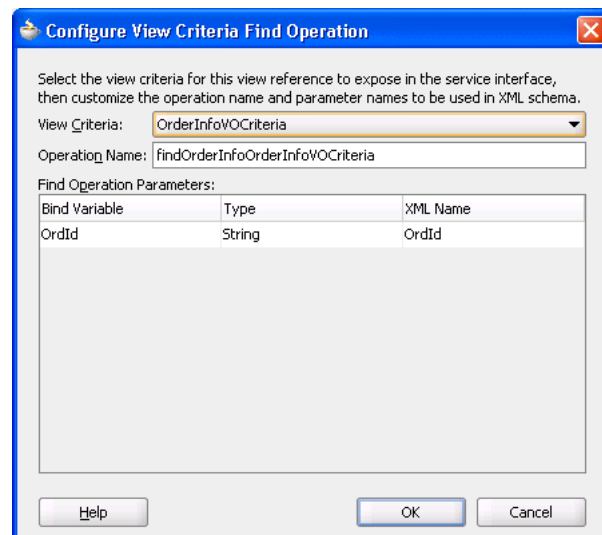 Configure View Criteria Find Operation
Select the view criteria for this view reference to expose in the service interface,
then customize the operation name and parameter names to be used in XML schema.
View Criteria: OrderInfoVOCriteria
Operation Name: findOrderInfoOrderInfoVOCriteria
Find Operation Parameters:
Bind Variable Type XML Name
OrdId String OrdId
Help OK Cancel